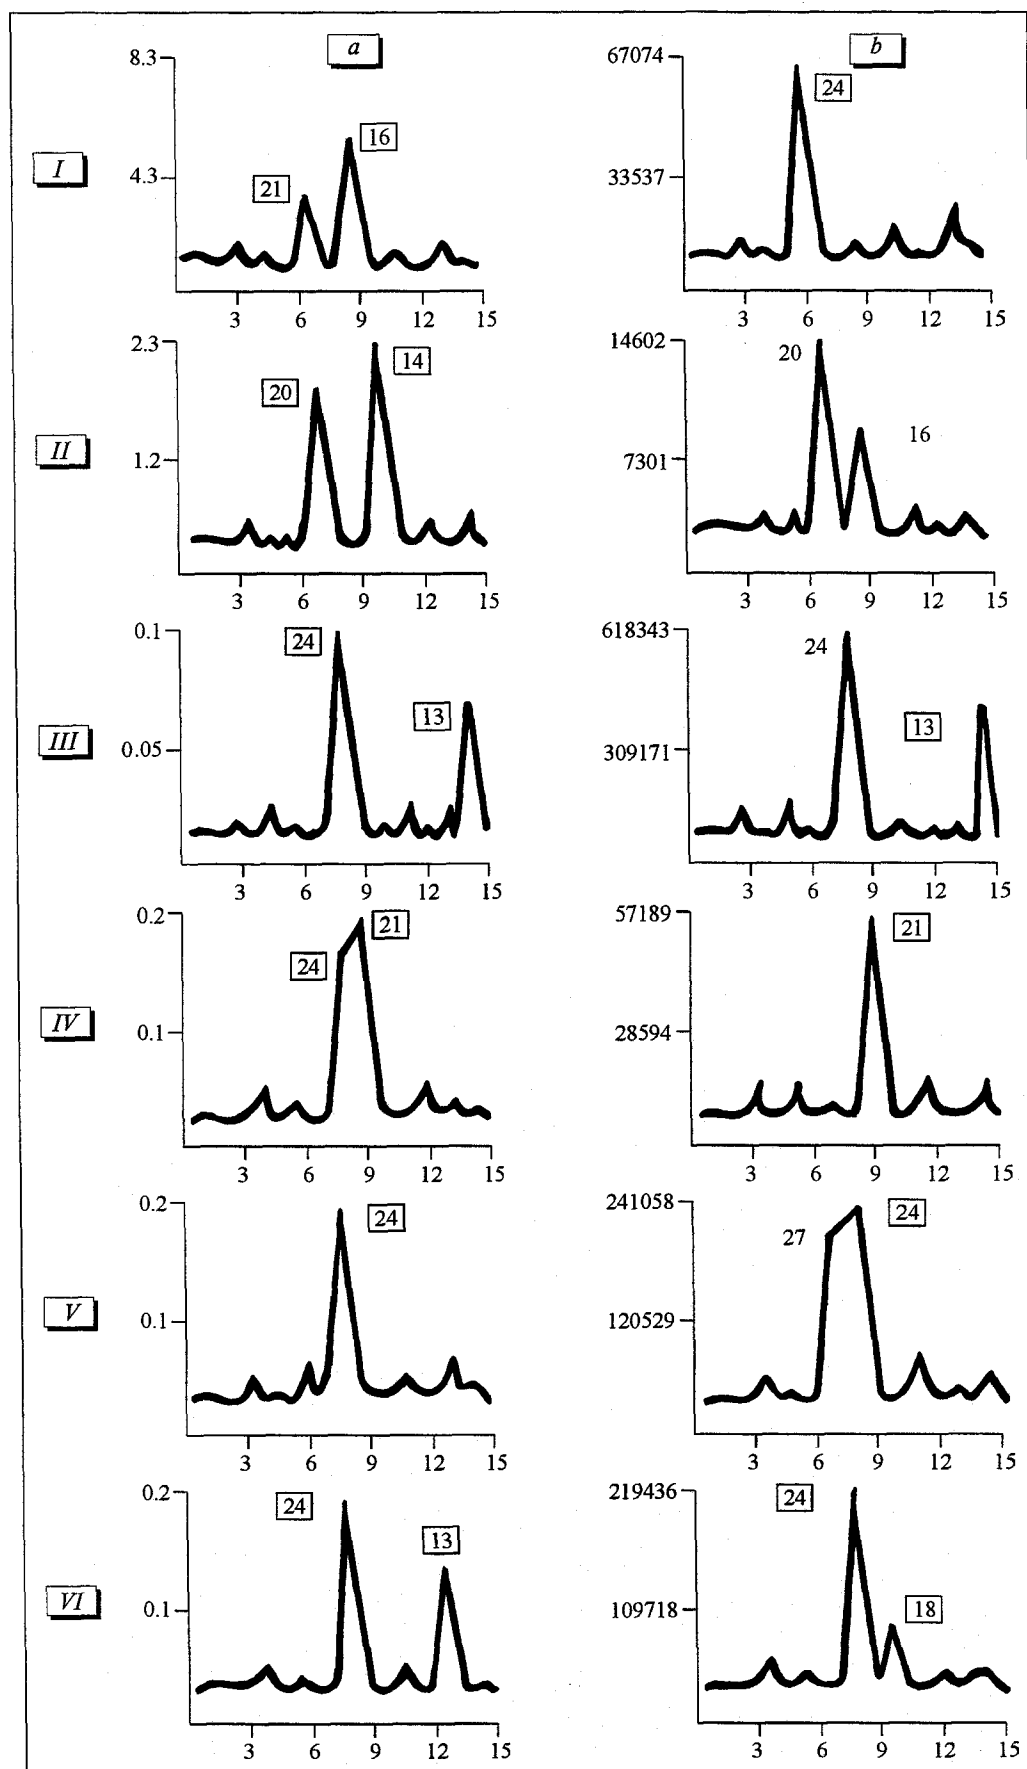 a b
8.3 67074
24
16
I 4.3 21 33537
3 6 9 12 15 3 6 9 12 15
2.3 14602
20
14
20
16
II 1.2 7301
3 6 9 12 15 3 6 9 12 15
0.1 24 618343 24
13 13
III 0.05 309171
3 6 9 12 15 3 6 9 12 15
0.2 21 57189 21
24
IV 0.1 28594
3 6 9 12 15 3 6 9 12 15
0.2 24 241058 24
27
V 0.1 120529
3 6 9 12 15 3 6 9 12 15
0.2 24 219436 24
13
VI 0.1 109718 18
3 6 9 12 15 3 6 9 12 15